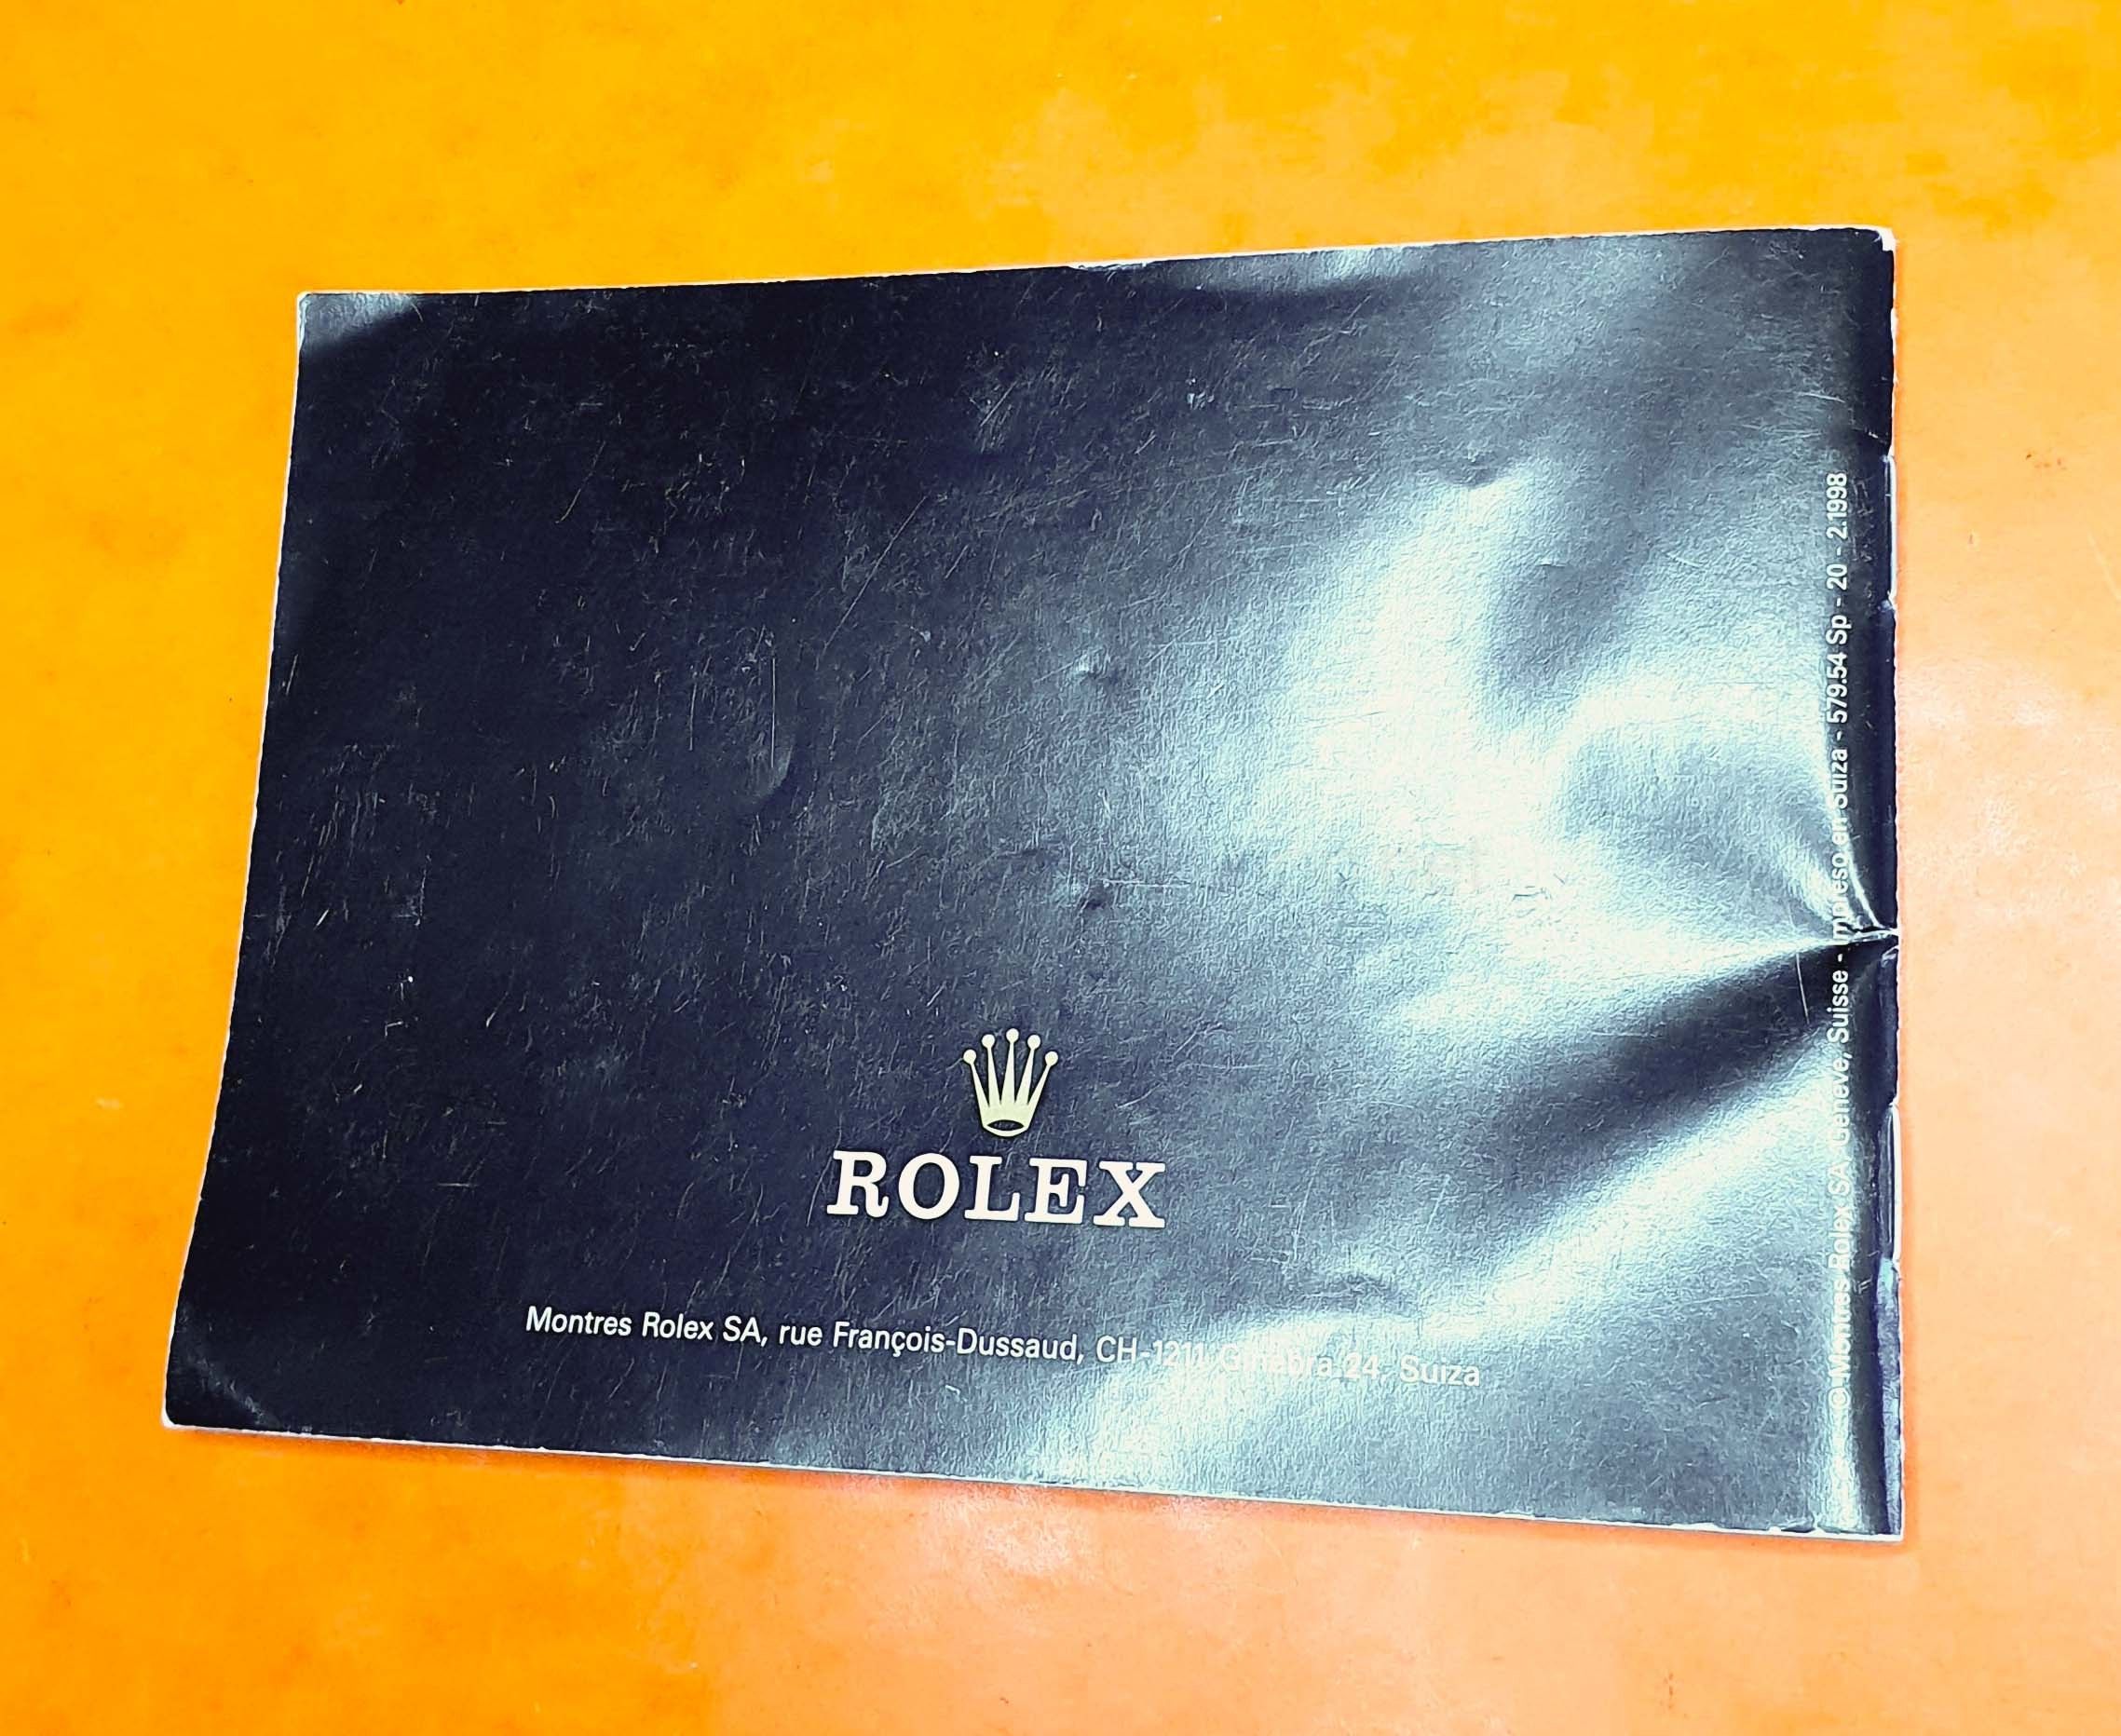 ROLEX
Montres Rolex SA, rue François-Dussaud, CH-1211 Ginebra 24 Suiza
© Montres Rolex SA Genève, Suisse - Impreso en Suiza - 579.54 Sp - 20 - 2.1998